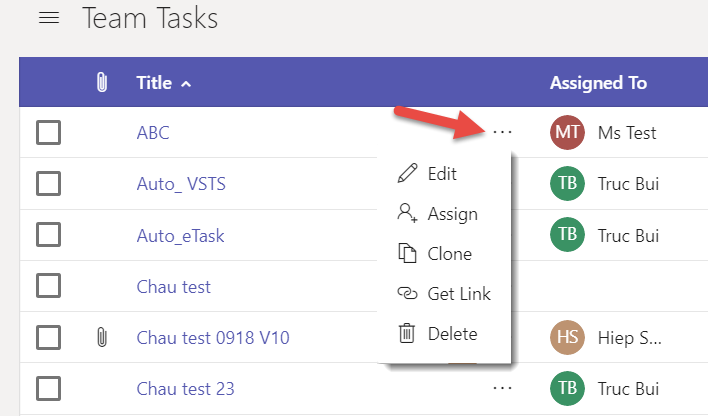 Team Tasks
Title Assigned To
ABC ... MT Ms Test
Edit
Auto_ VSTS TB Truc Bui
Assign
Auto_eTask TB Truc Bui
Clone
Chau test
Get Link
Chau test 0918 V10 HS Hiep S...
Delete
Chau test 23 ... TB Truc Bui